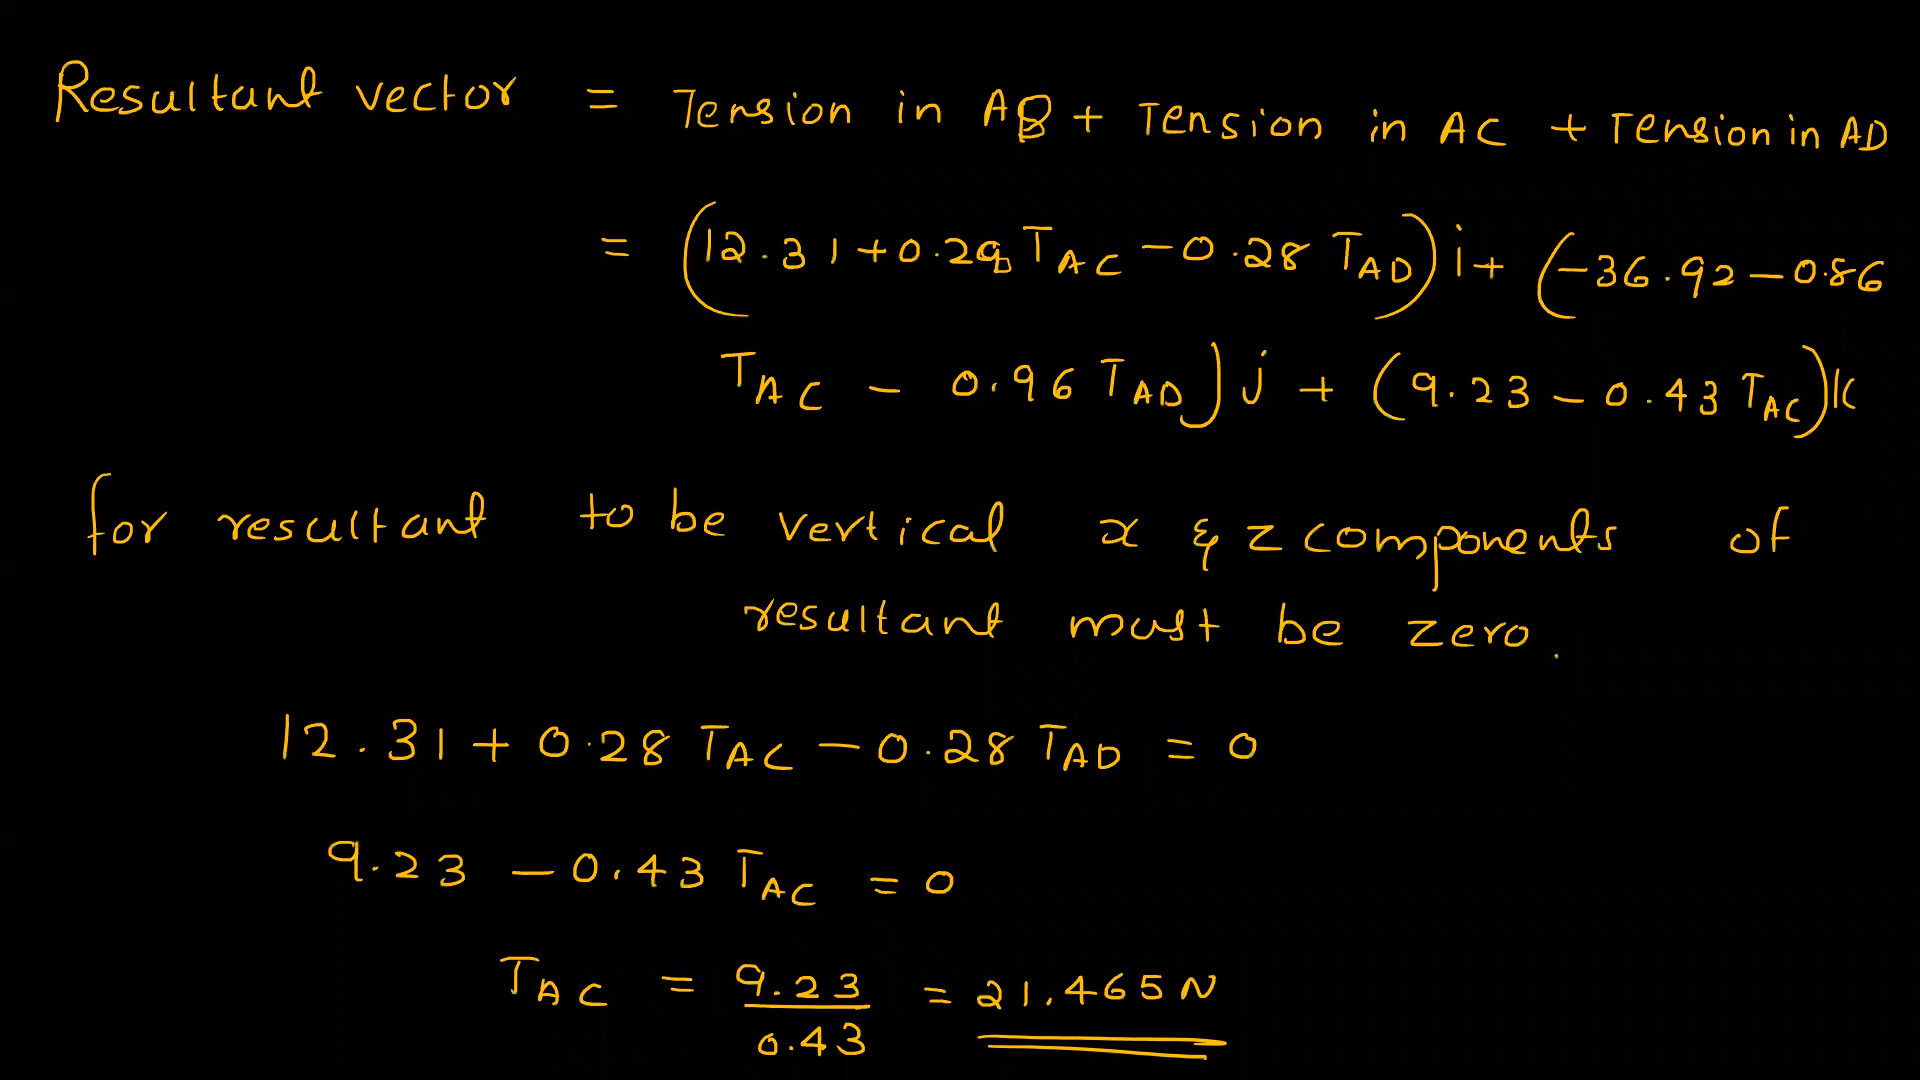 Resultant vector = Tension in AB + Tension in AC + Tension in AD
= (12.31+0.28 TAC - 0.28 TAD) i + (-36.92 - 0.86
TAC - 0.96 TAD) j + (9.23 - 0.43 TAC) k
for resultant to be vertical x & z components of
resultant must be zero.
12.31 + 0.28 TAC - 0.28 TAD = 0
9.23 - 0.43 TAC = 0
TAC = 9.23/0.43 = 21.465 N